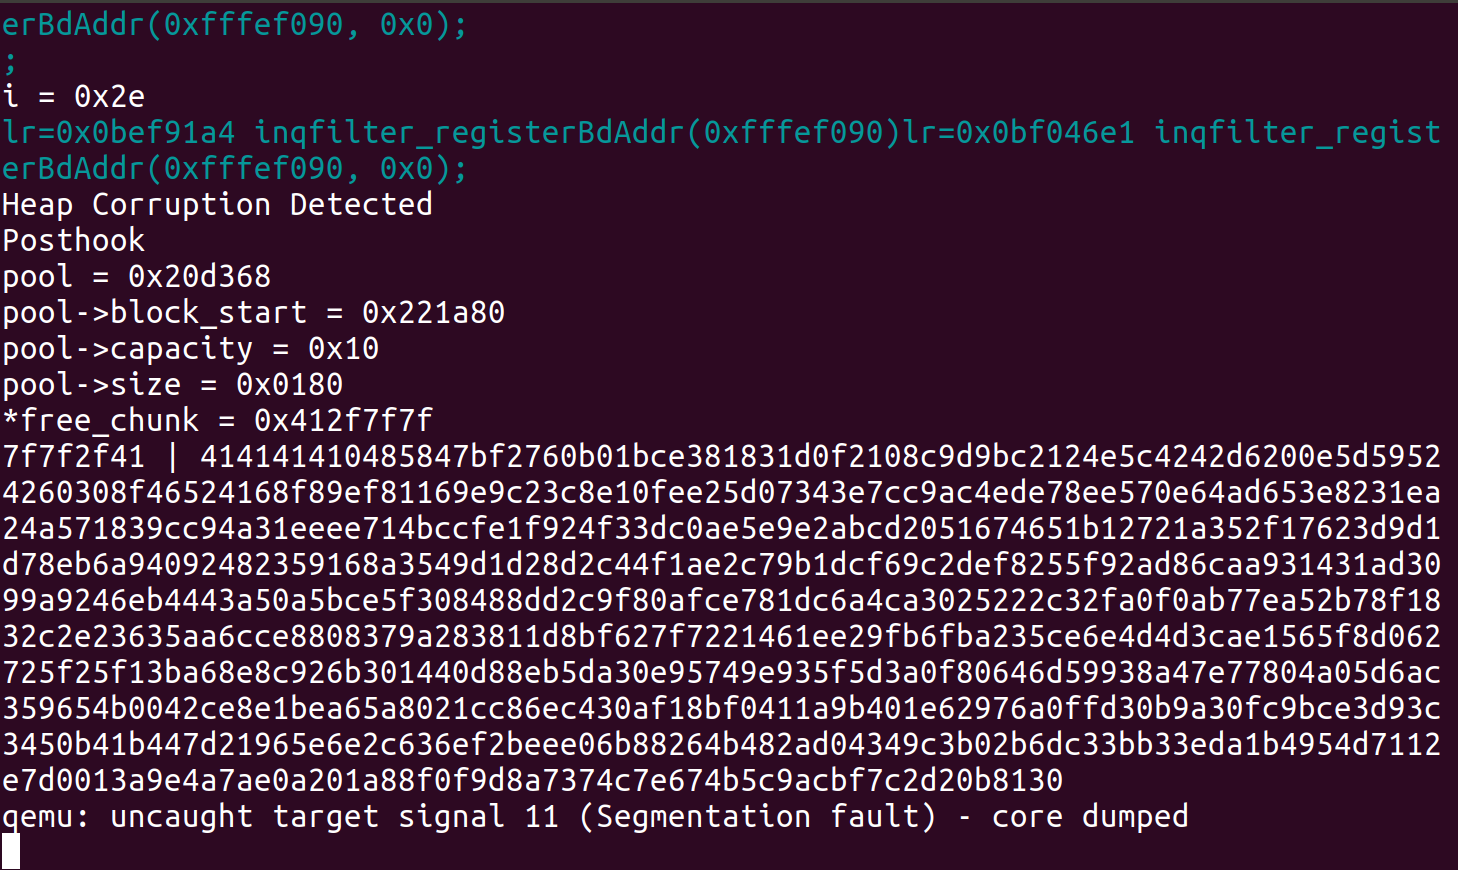 erBdAddr(0xfffef090, 0x0);
;
i = 0x2e
lr=0x0bef91a4 inqfilter_registerBdAddr(0xfffef090)lr=0x0bf046e1 inqfilter_regist
erBdAddr(0xfffef090, 0x0);
Heap Corruption Detected
Posthook
pool = 0x20d368
pool->block_start = 0x221a80
pool->capacity = 0x10
pool->size = 0x0180
*free_chunk = 0x412f7f7f
7f7f2f41 | 414141410485847bf2760b01bce381831d0f2108c9d9bc2124e5c4242d6200e5d5952
4260308f46524168f89ef81169e9c23c8e10fee25d07343e7cc9ac4ede78ee570e64ad653e8231ea
24a571839cc94a31eeee714bccfe1f924f33dc0ae5e9e2abcd2051674651b12721a352f17623d9d1
d78eb6a94092482359168a3549d1d28d2c44f1ae2c79b1dcf69c2def8255f92ad86caa931431ad30
99a9246eb4443a50a5bce5f308488dd2c9f80afce781dc6a4ca3025222c32fa0f0ab77ea52b78f18
32c2e23635aa6cce8808379a283811d8bf627f7221461ee29fb6fba235ce6e4d4d3cae1565f8d062
725f25f13ba68e8c926b301440d88eb5da30e95749e935f5d3a0f80646d59938a47e77804a05d6ac
359654b0042ce8e1bea65a8021cc86ec430af18bf0411a9b401e62976a0ffd30b9a30fc9bce3d93c
3450b41b447d21965e6e2c636ef2beee06b88264b482ad04349c3b02b6dc33bb33eda1b4954d7112
e7d0013a9e4a7ae0a201a88f0f9d8a7374c7e674b5c9acbf7c2d20b8130
qemu: uncaught target signal 11 (Segmentation fault) - core dumped